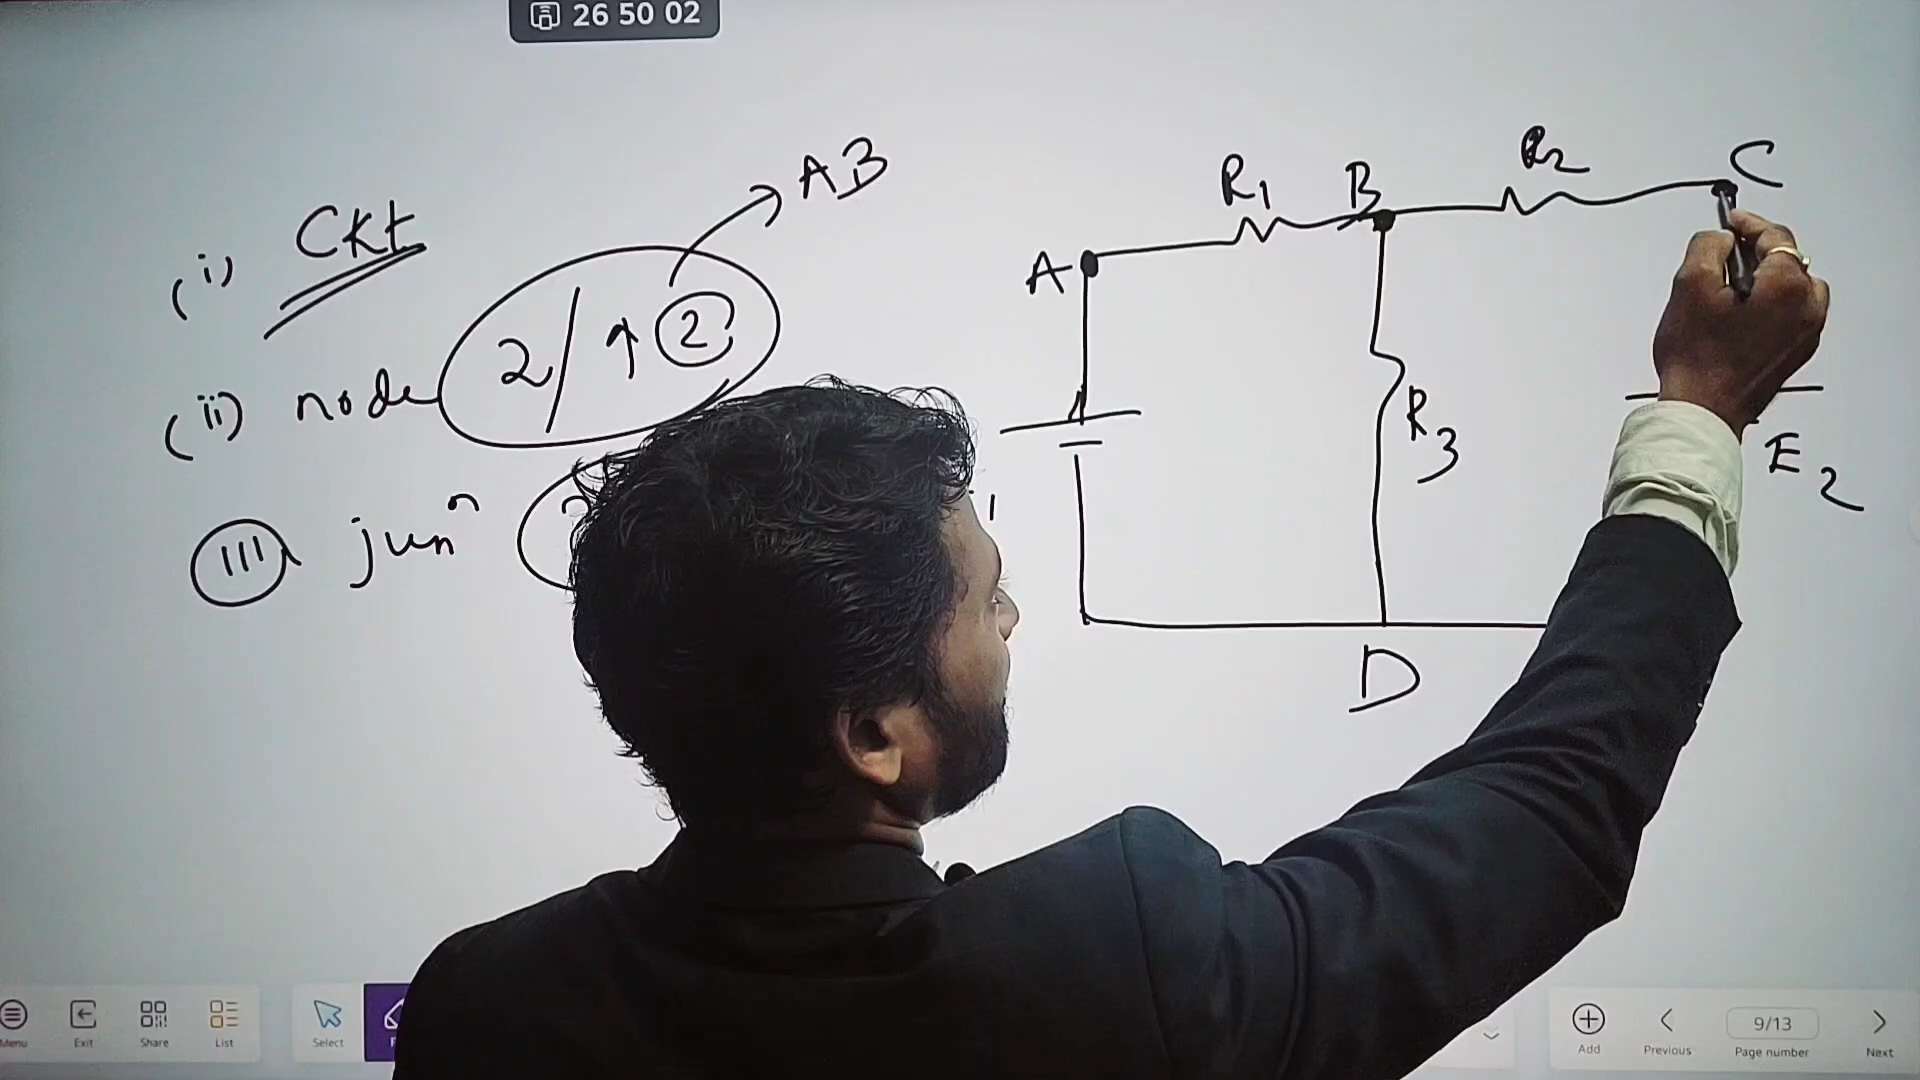 26 50 02
(i) Ckt
(ii) node 2/↑ 2
AB
III junⁿ
A
R1
B
R2
C
R3
E2
D
Menu
Exit
Share
List
Select
Add
Previous
9/13
Page number
Next